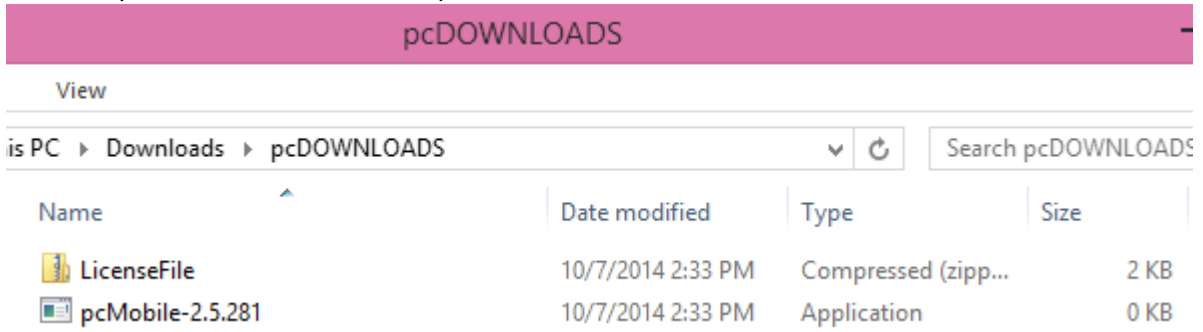 pcDOWNLOADS
View
is PC Downloads pcDOWNLOADS Search pcDOWNLOADS
Name Date modified Type Size
LicenseFile 10/7/2014 2:33 PM Compressed (zipp... 2 KB
pcMobile-2.5.281 10/7/2014 2:33 PM Application 0 KB